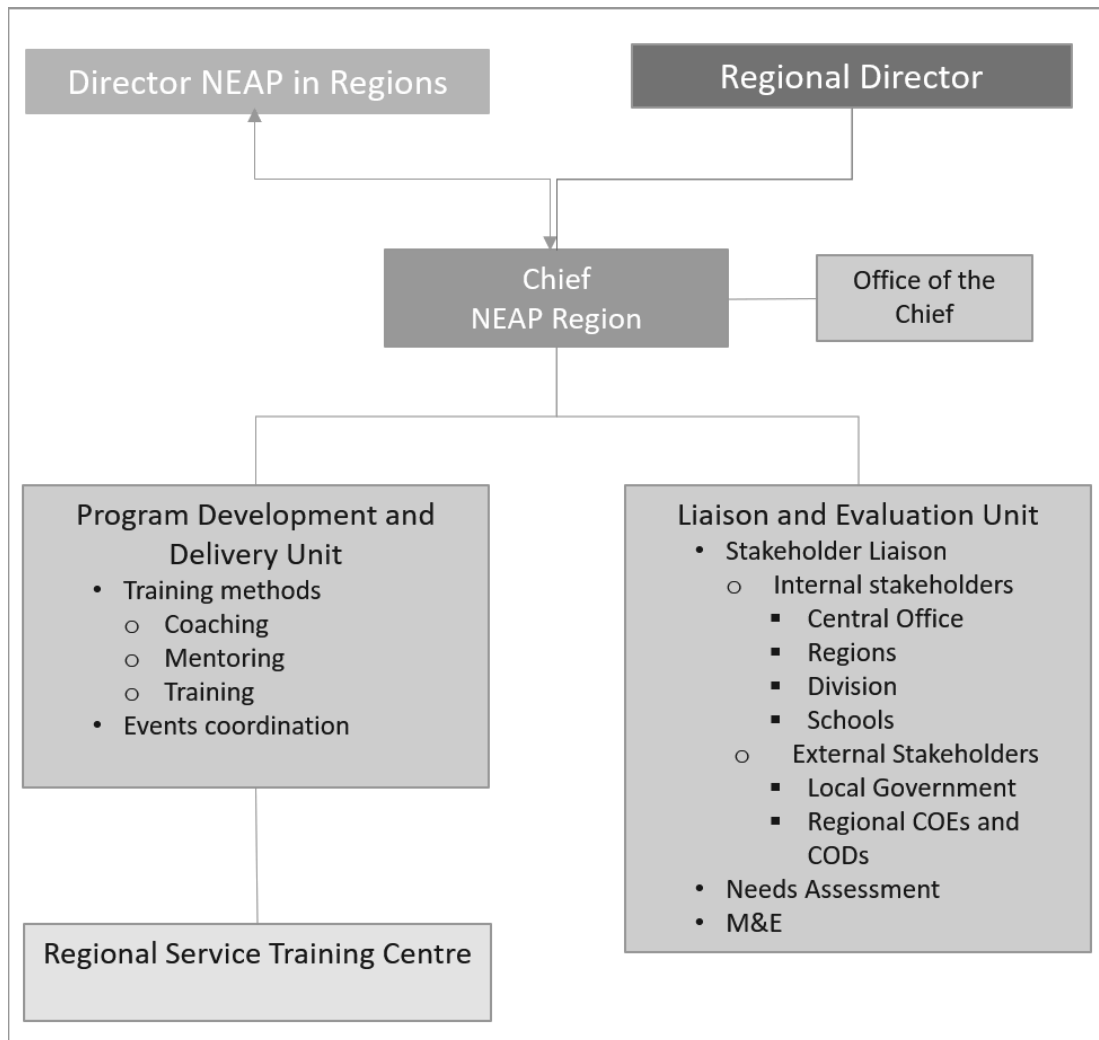 Director NEAP in Regions
Regional Director
Chief
NEAP Region
Office of the
Chief
Program Development and
Delivery Unit
• Training methods
o Coaching
o Mentoring
o Training
• Events coordination
Liaison and Evaluation Unit
• Stakeholder Liaison
o Internal stakeholders
▪ Central Office
▪ Regions
▪ Division
▪ Schools
o External Stakeholders
▪ Local Government
▪ Regional COEs and
CODs
• Needs Assessment
• M&E
Regional Service Training Centre